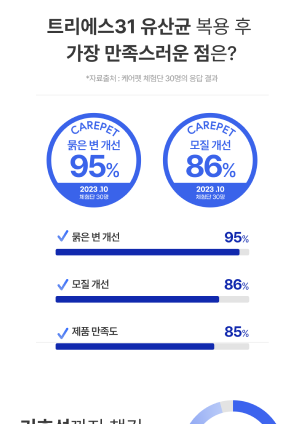 트리에스31 유산균 복용 후
가장 만족스러운 점은?
*자료출처 : 케어펫 체험단 30명의 응답 결과
CAREPET
묽은 변 개선
95%
2023 .10
체험단 30명
CAREPET
모질 개선
86%
2023 .10
체험단 30명
묽은 변 개선 95%
모질 개선 86%
제품 만족도 85%